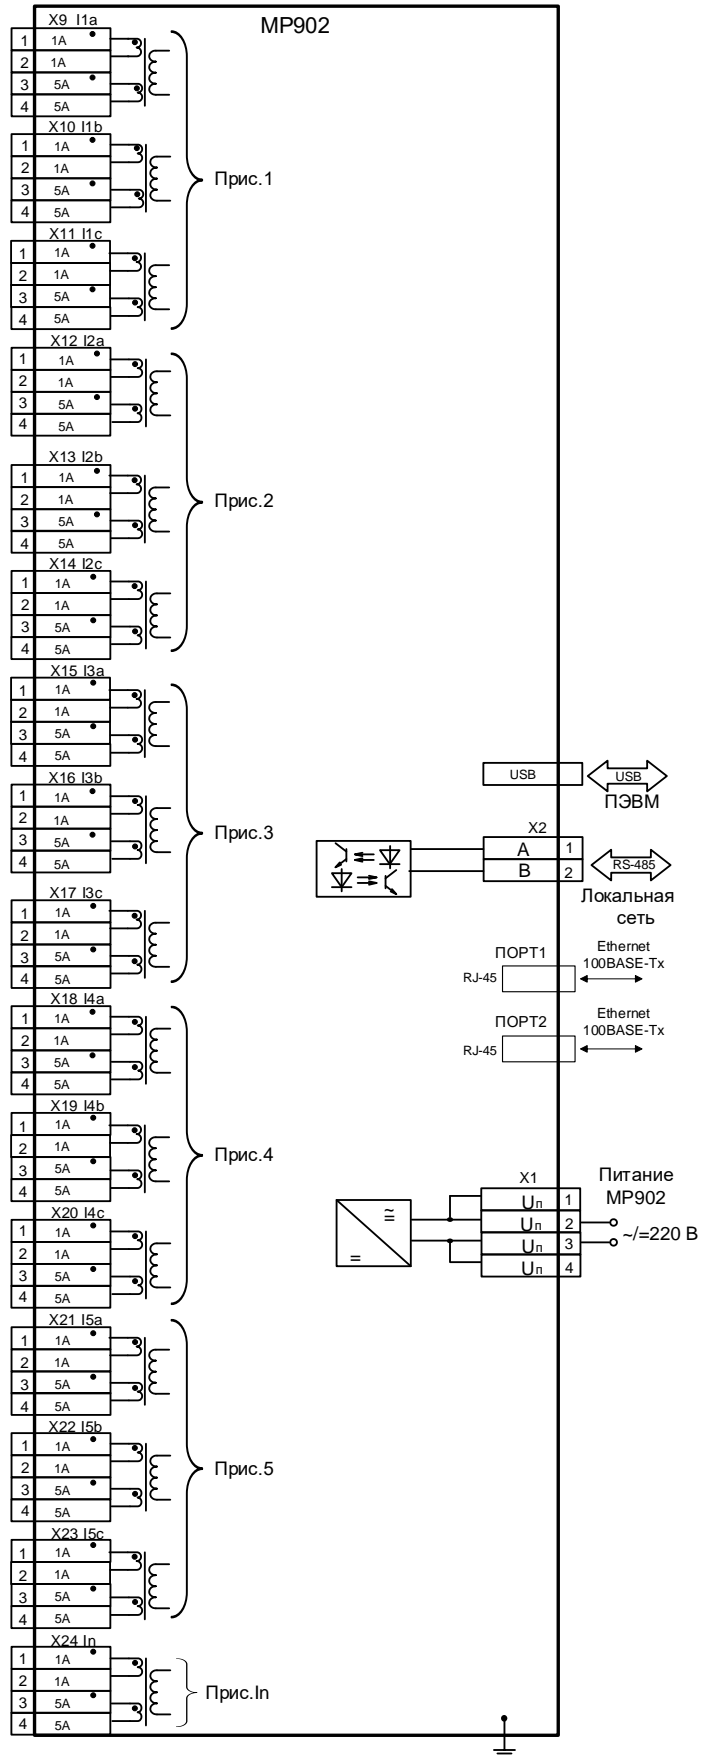 МР902
X9 I1a
1 1A
2 1A
3 5A
4 5A
X10 I1b
1 1A
2 1A
3 5A
4 5A
X11 I1c
1 1A
2 1A
3 5A
4 5A
Прис.1
X12 I2a
1 1A
2 1A
3 5A
4 5A
X13 I2b
1 1A
2 1A
3 5A
4 5A
X14 I2c
1 1A
2 1A
3 5A
4 5A
Прис.2
X15 I3a
1 1A
2 1A
3 5A
4 5A
X16 I3b
1 1A
2 1A
3 5A
4 5A
X17 I3c
1 1A
2 1A
3 5A
4 5A
Прис.3
X18 I4a
1 1A
2 1A
3 5A
4 5A
X19 I4b
1 1A
2 1A
3 5A
4 5A
X20 I4c
1 1A
2 1A
3 5A
4 5A
Прис.4
X21 I5a
1 1A
2 1A
3 5A
4 5A
X22 I5b
1 1A
2 1A
3 5A
4 5A
X23 I5c
1 1A
2 1A
3 5A
4 5A
Прис.5
X24 In
1 1A
2 1A
3 5A
4 5A
Прис.In
USB
USB
ПЭВМ
X2
A 1
B 2
RS-485
Локальная
сеть
ПОРТ1
RJ-45
Ethernet
100BASE-Tx
ПОРТ2
RJ-45
Ethernet
100BASE-Tx
X1
Uп 1
Uп 2
Uп 3
Uп 4
Питание
МР902
~/=220 В